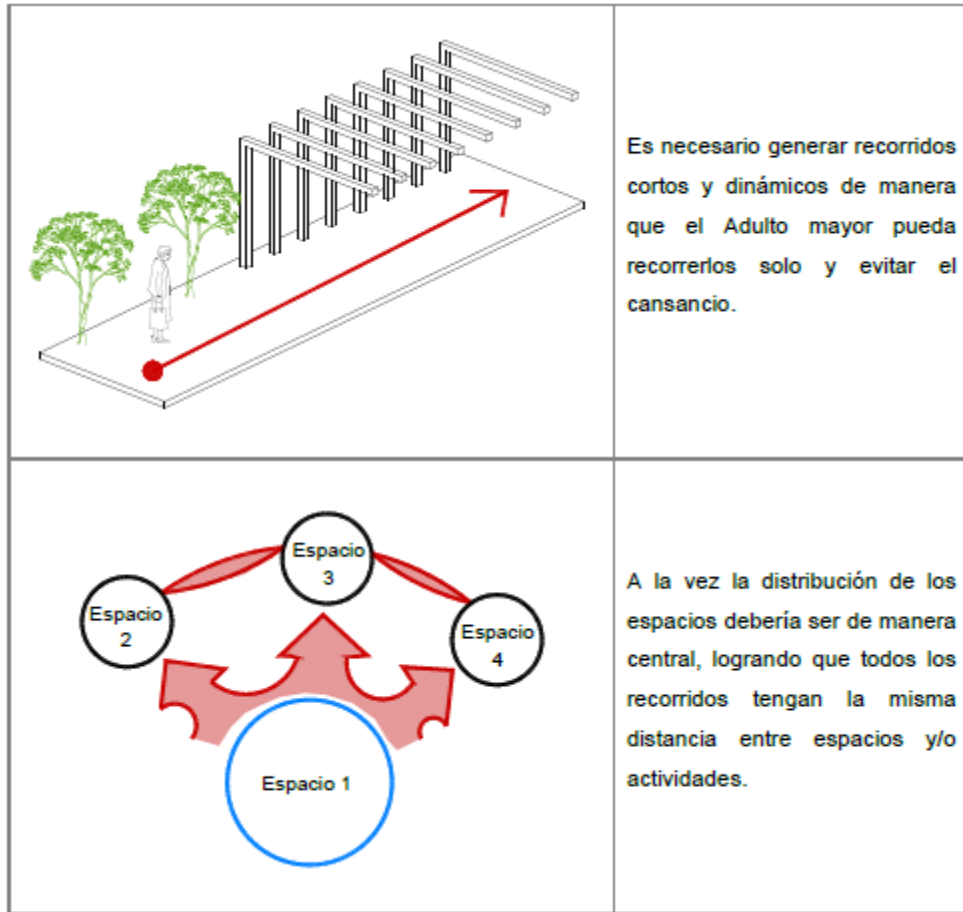 Es necesario generar recorridos
cortos y dinámicos de manera
que el Adulto mayor pueda
recorrerlos solo y evitar el
cansancio.
Espacio
3
Espacio
2
Espacio
4
Espacio 1
A la vez la distribución de los
espacios debería ser de manera
central, logrando que todos los
recorridos tengan la misma
distancia entre espacios y/o
actividades.